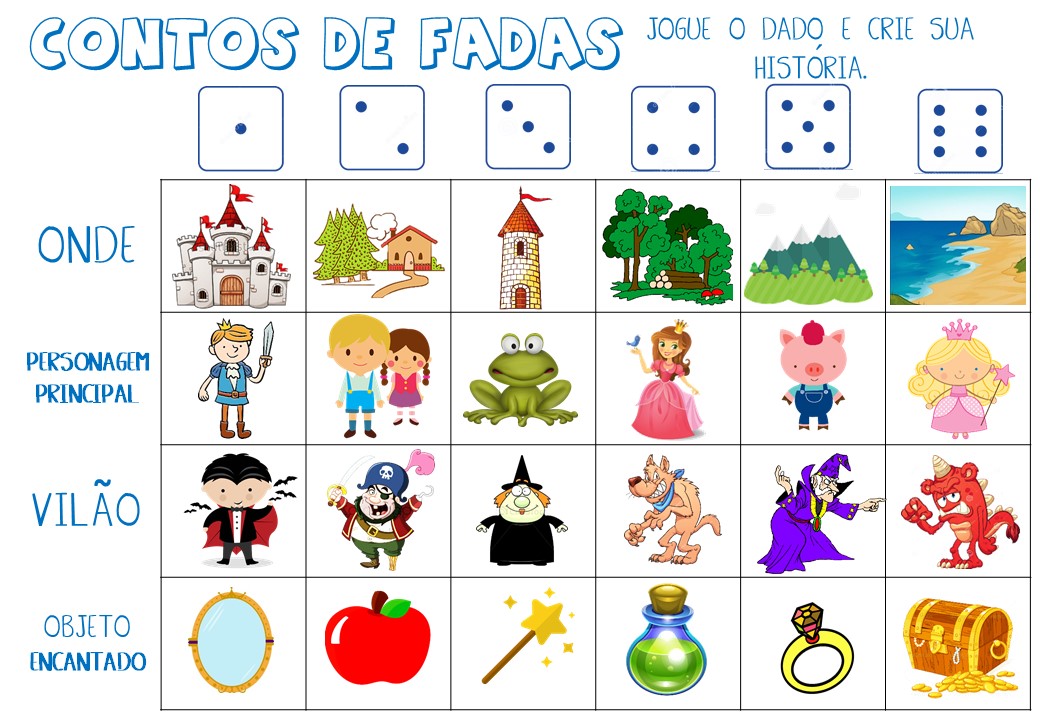 CONTOS DE FADAS
JOGUE O DADO E CRIE SUA
HISTÓRIA.
ONDE
PERSONAGEM
PRINCIPAL
VILÃO
OBJETO
ENCANTADO